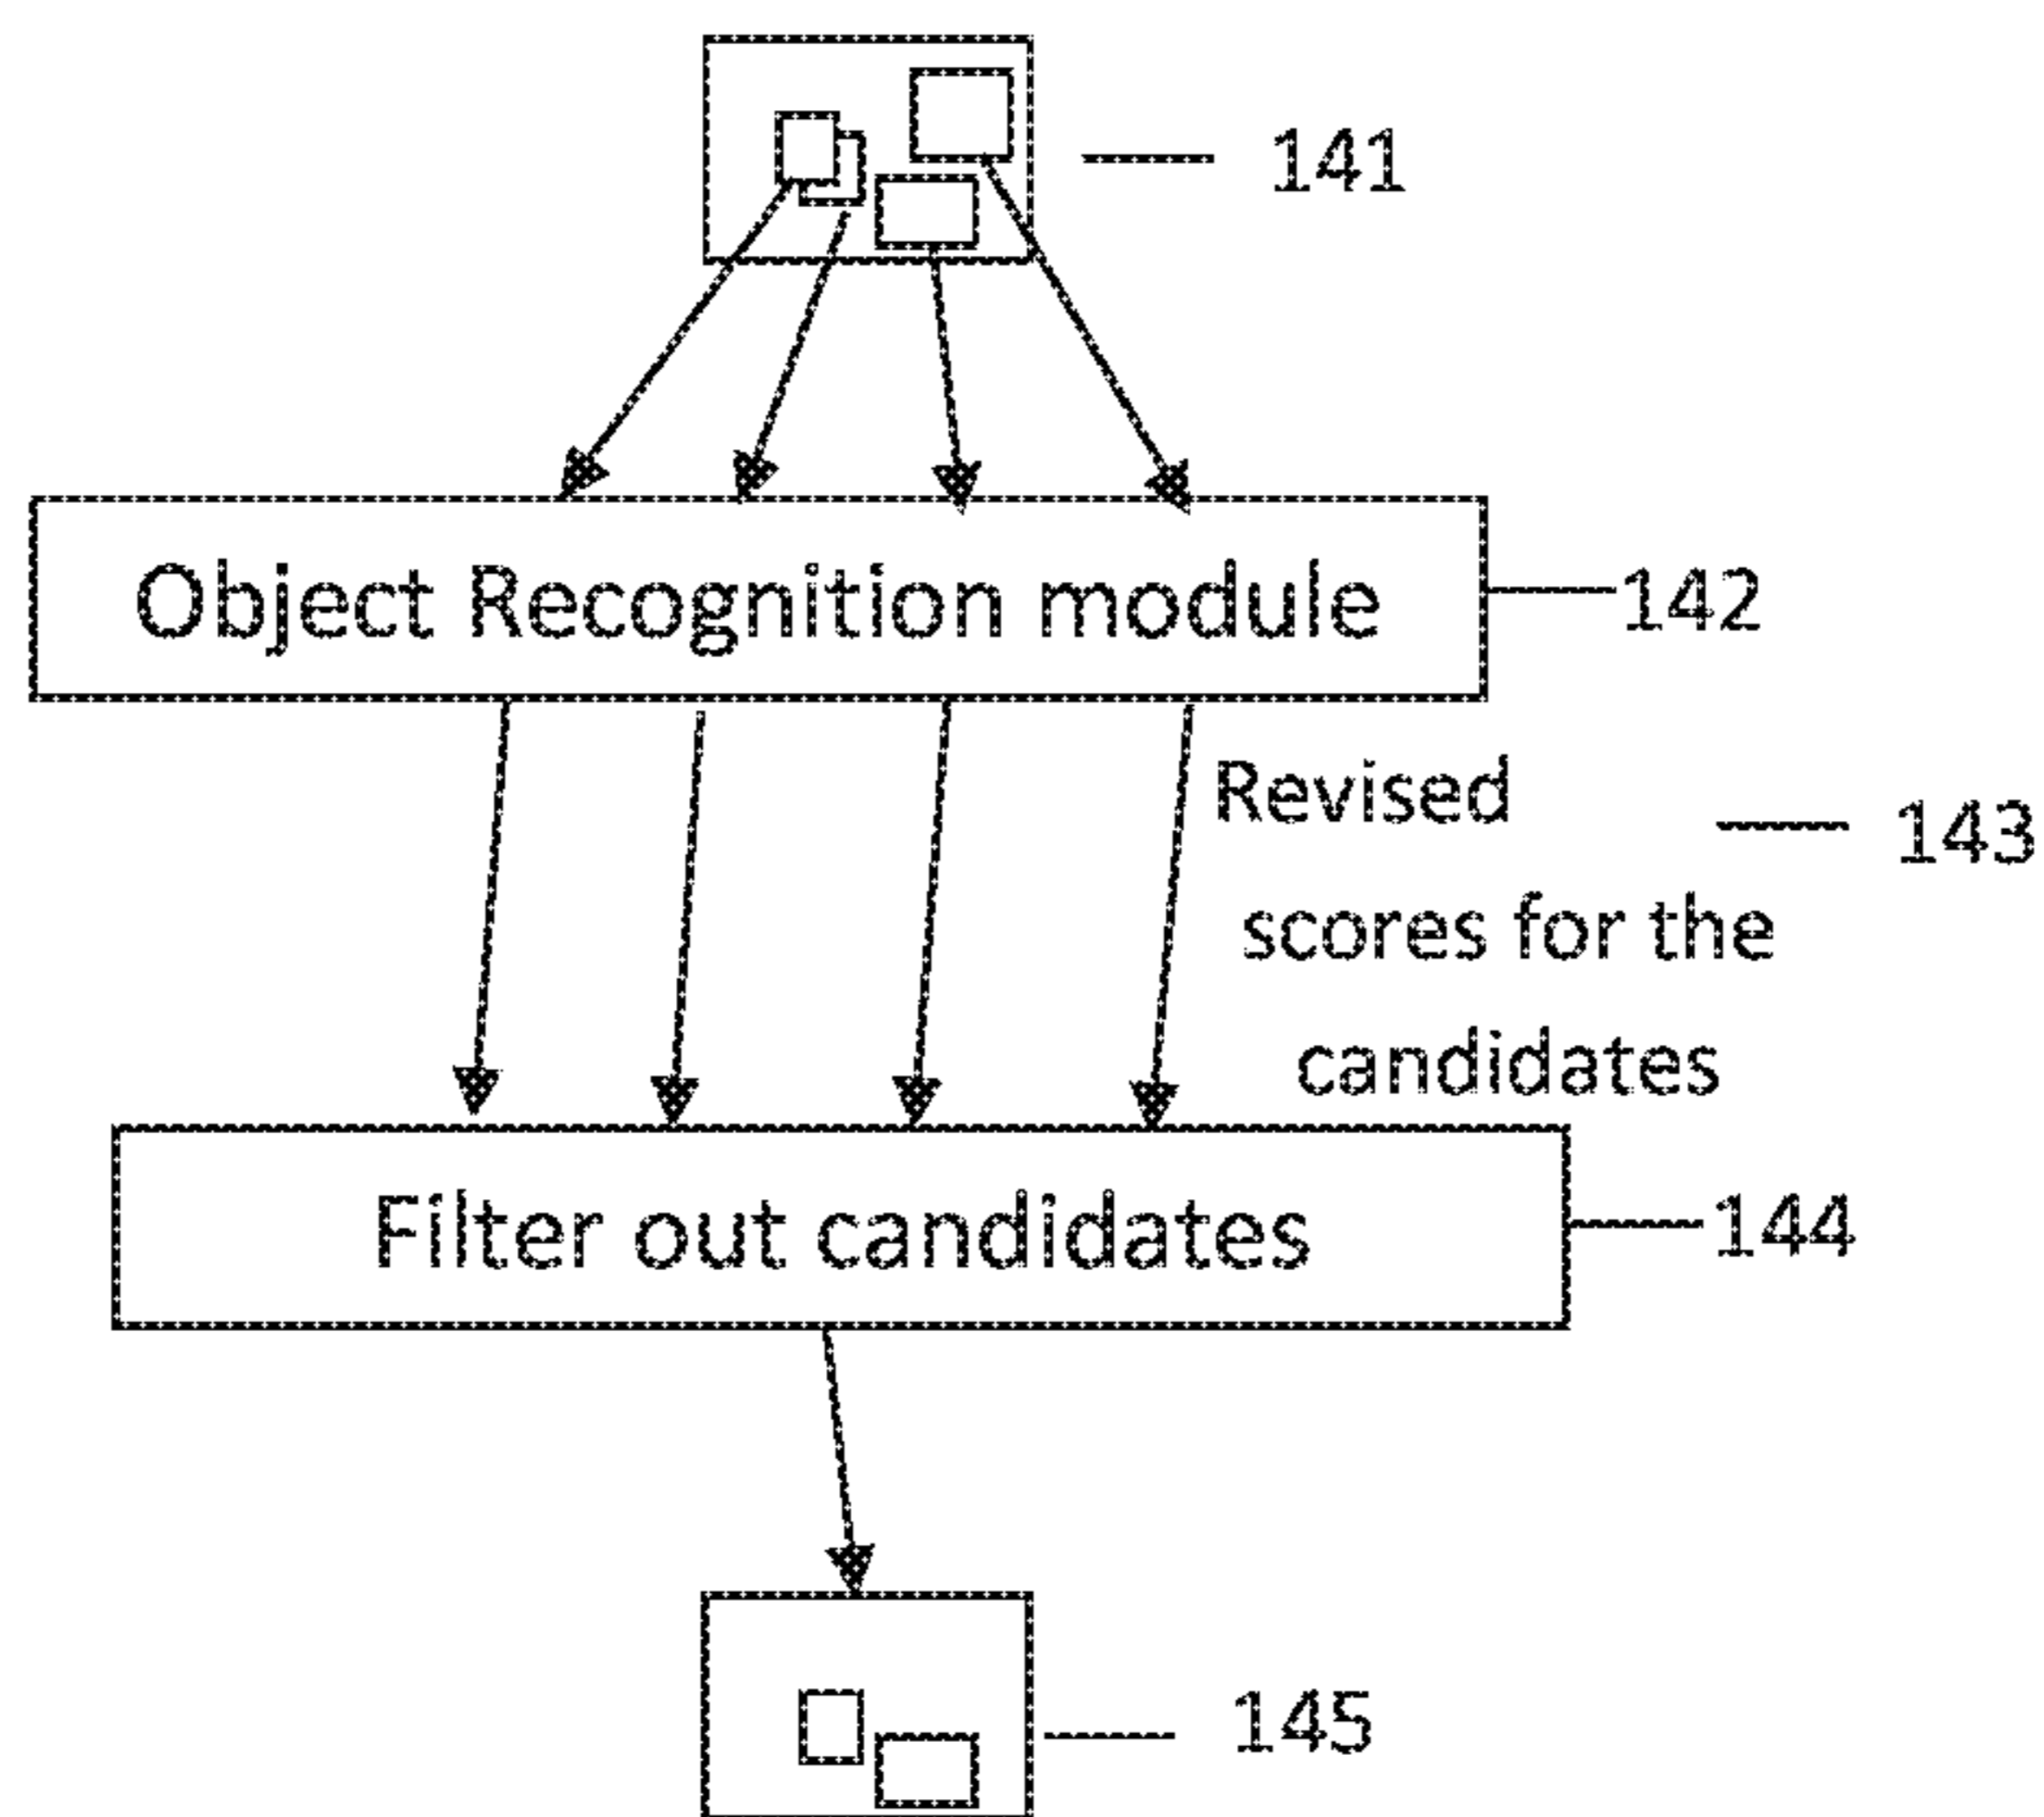 141
Object Recognition module
142
Revised
143
scores for the
candidates
Filter out candidates
144
145